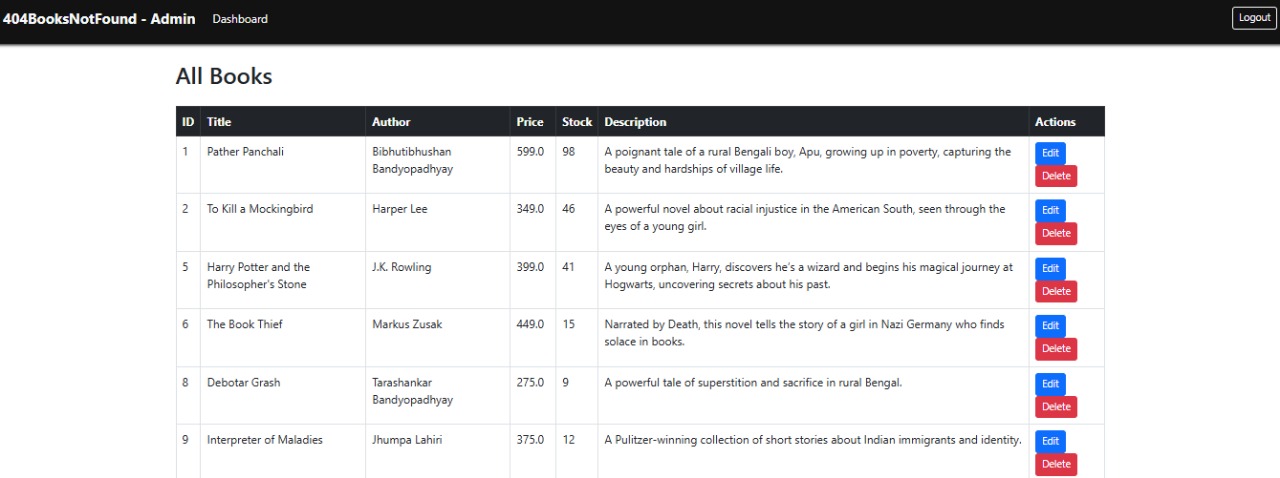 404BooksNotFound - Admin Dashboard Logout
All Books
ID Title Author Price Stock Description Actions
1 Pather Panchali Bibhutibhushan 599.0 98 A poignant tale of a rural Bengali boy, Apu, growing up in poverty, capturing the Edit
Bandyopadhyay beauty and hardships of village life. Delete
2 To Kill a Mockingbird Harper Lee 349.0 46 A powerful novel about racial injustice in the American South, seen through the Edit
eyes of a young girl. Delete
5 Harry Potter and the J.K. Rowling 399.0 41 A young orphan, Harry, discovers he's a wizard and begins his magical journey at Edit
Philosopher's Stone Hogwarts, uncovering secrets about his past. Delete
6 The Book Thief Markus Zusak 449.0 15 Narrated by Death, this novel tells the story of a girl in Nazi Germany who finds Edit
solace in books. Delete
8 Debotar Grash Tarashankar 275.0 9 A powerful tale of superstition and sacrifice in rural Bengal. Edit
Bandyopadhyay Delete
9 Interpreter of Maladies Jhumpa Lahiri 375.0 12 A Pulitzer-winning collection of short stories about Indian immigrants and identity. Edit
Delete